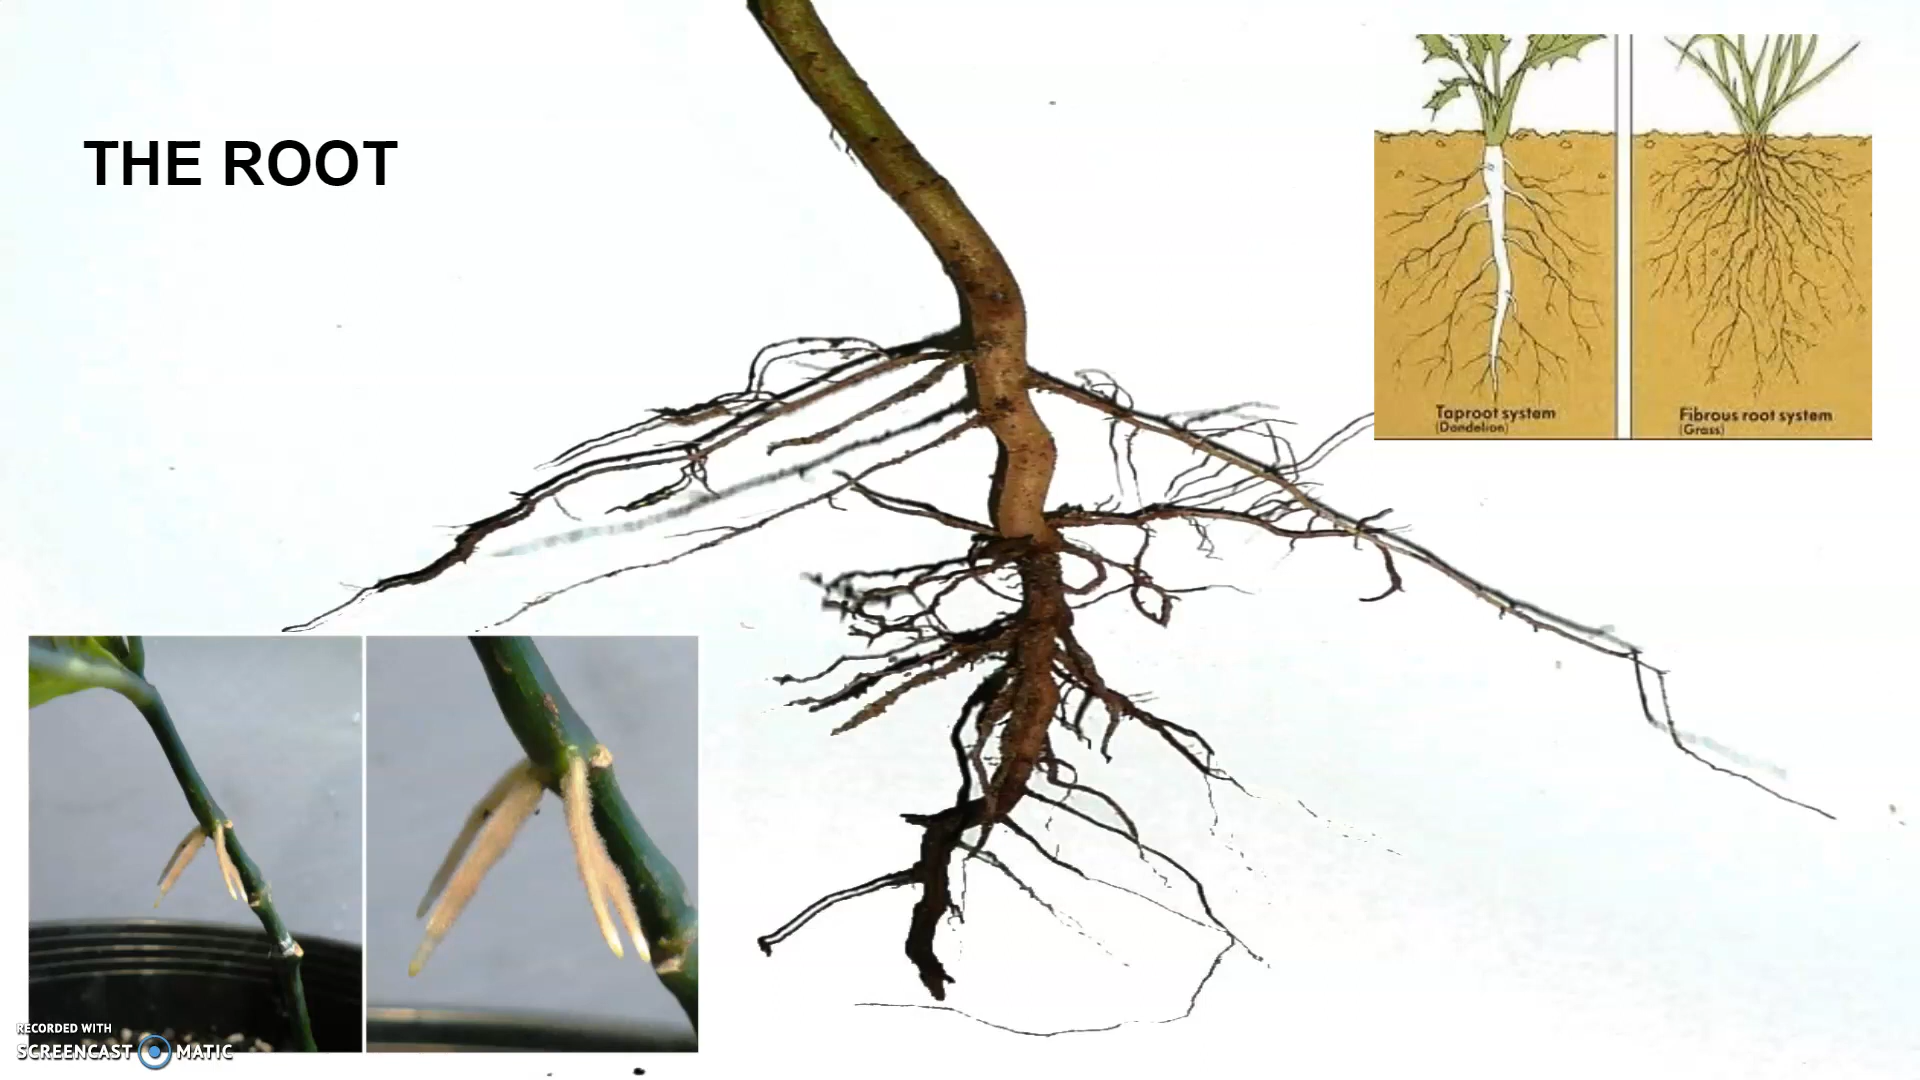 THE ROOT
Taproot system
(Dandelion)
Fibrous root system
(Grass)
RECORDED WITH
SCREENCAST MATIC